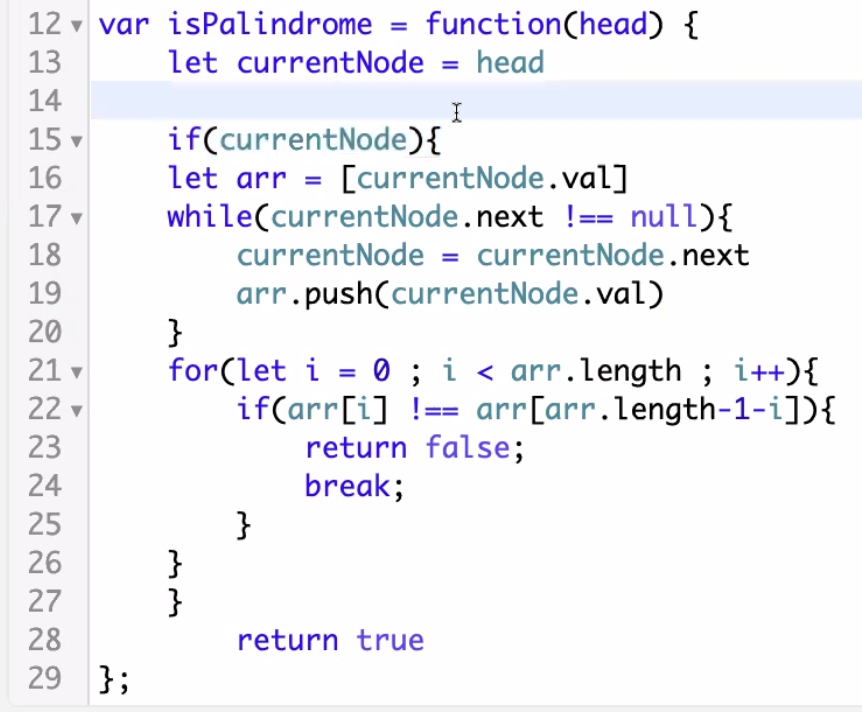 12 var isPalindrome = function(head) {
13     let currentNode = head
14
15     if(currentNode){
16     let arr = [currentNode.val]
17     while(currentNode.next !== null){
18         currentNode = currentNode.next
19         arr.push(currentNode.val)
20     }
21     for(let i = 0 ; i < arr.length ; i++){
22         if(arr[i] !== arr[arr.length-1-i]){
23             return false;
24             break;
25         }
26     }
27     }
28         return true
29 };